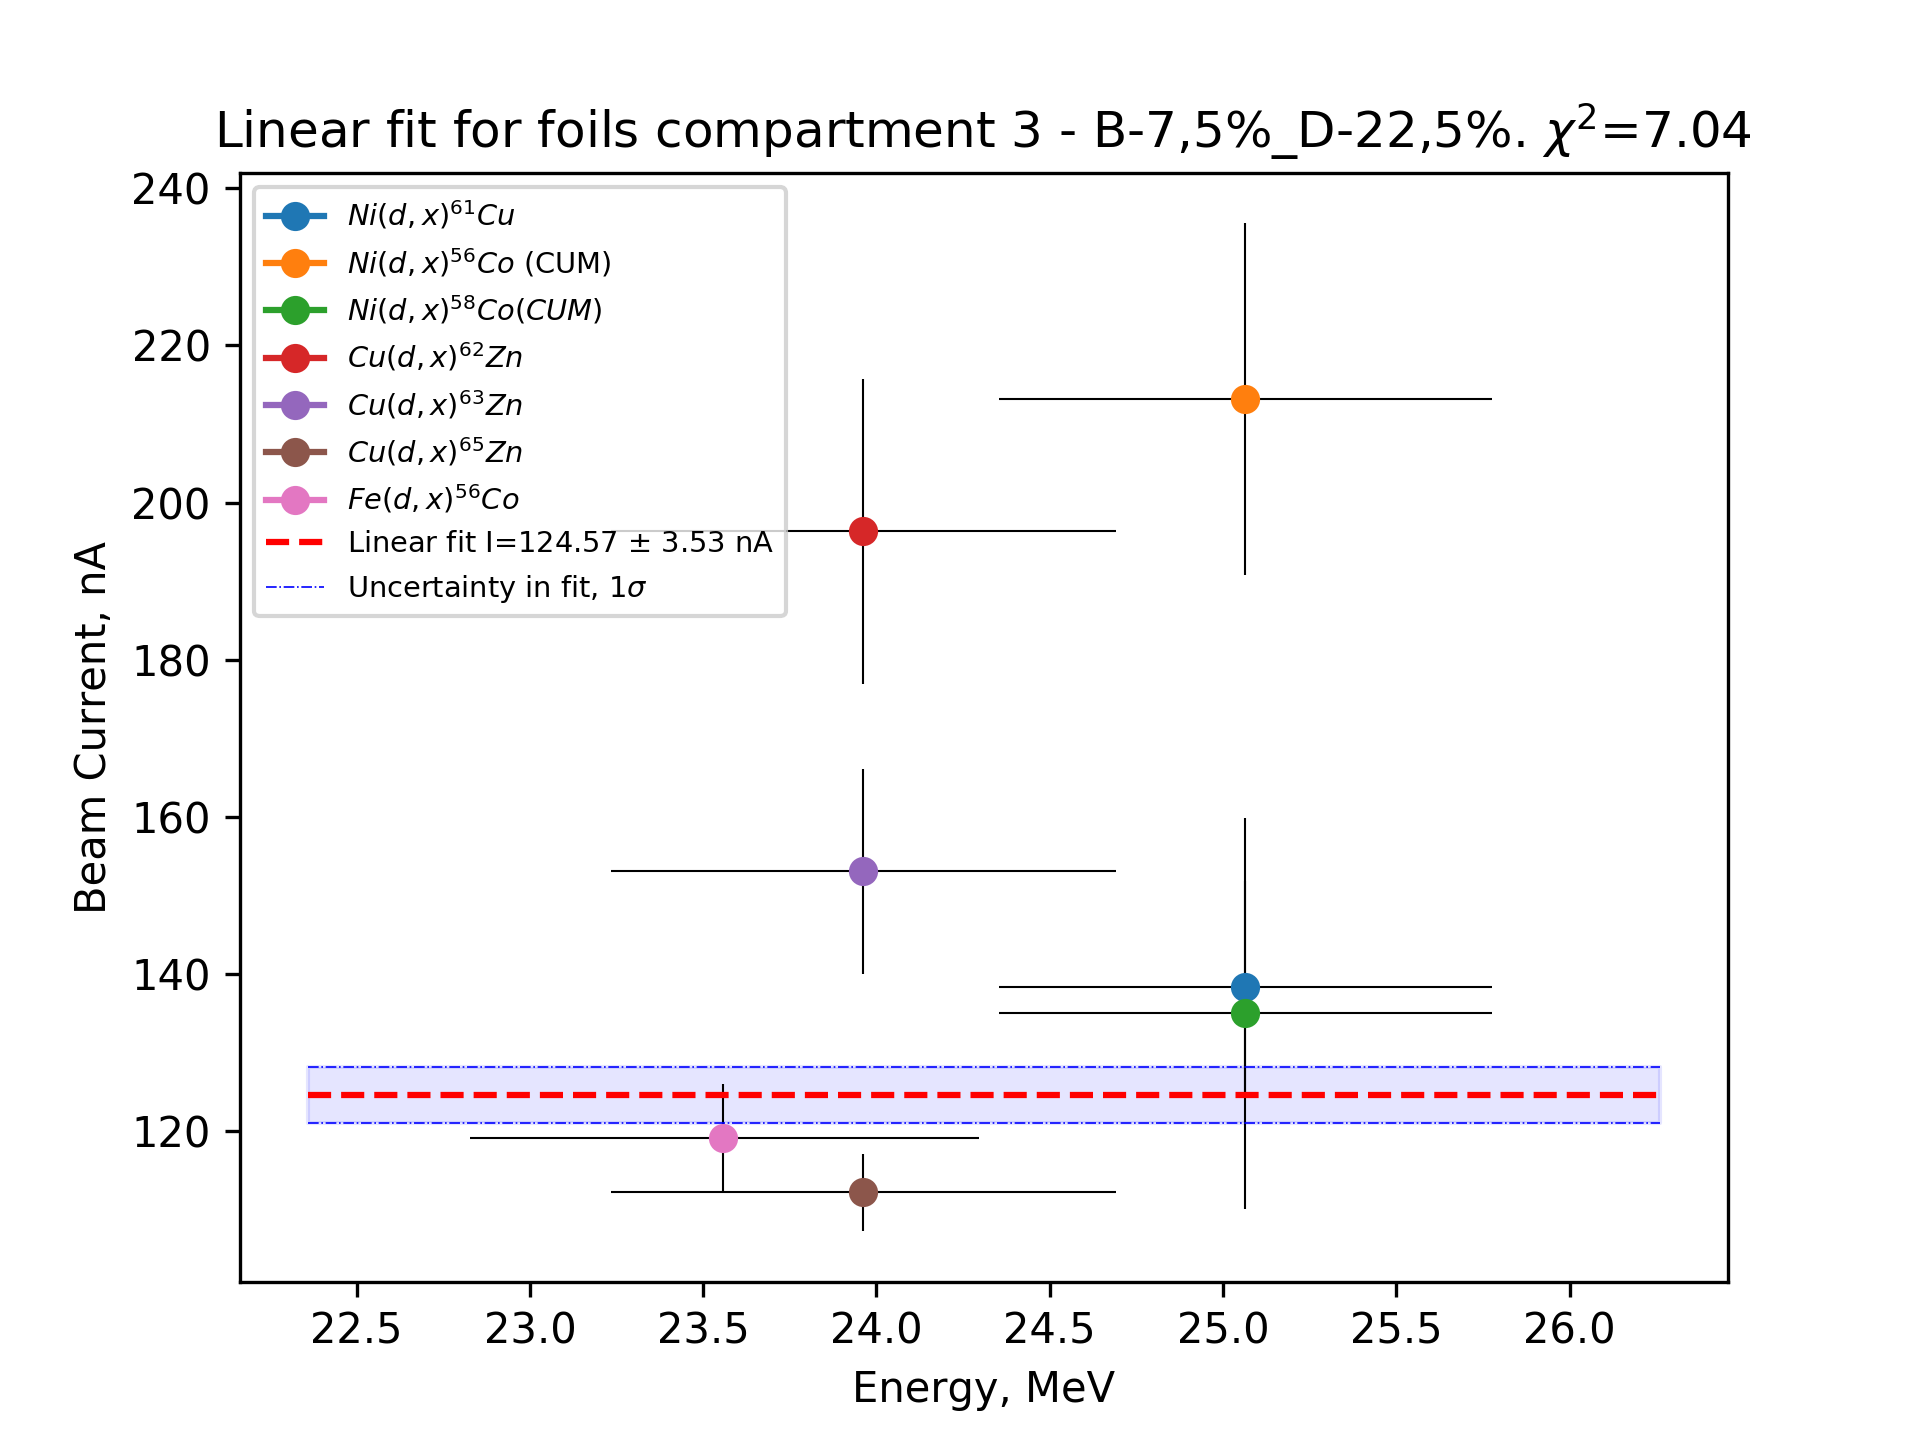 Linear fit for foils compartment 3 - B-7,5%_D-22,5%. χ²=7.04
240
220
200
180
160
140
120
Beam Current, nA
Ni(d, x)⁶¹Cu
Ni(d, x)⁵⁶Co (CUM)
Ni(d, x)⁵⁸Co(CUM)
Cu(d, x)⁶²Zn
Cu(d, x)⁶³Zn
Cu(d, x)⁶⁵Zn
Fe(d, x)⁵⁶Co
Linear fit I=124.57 ± 3.53 nA
Uncertainty in fit, 1σ
22.5 23.0 23.5 24.0 24.5 25.0 25.5 26.0
Energy, MeV